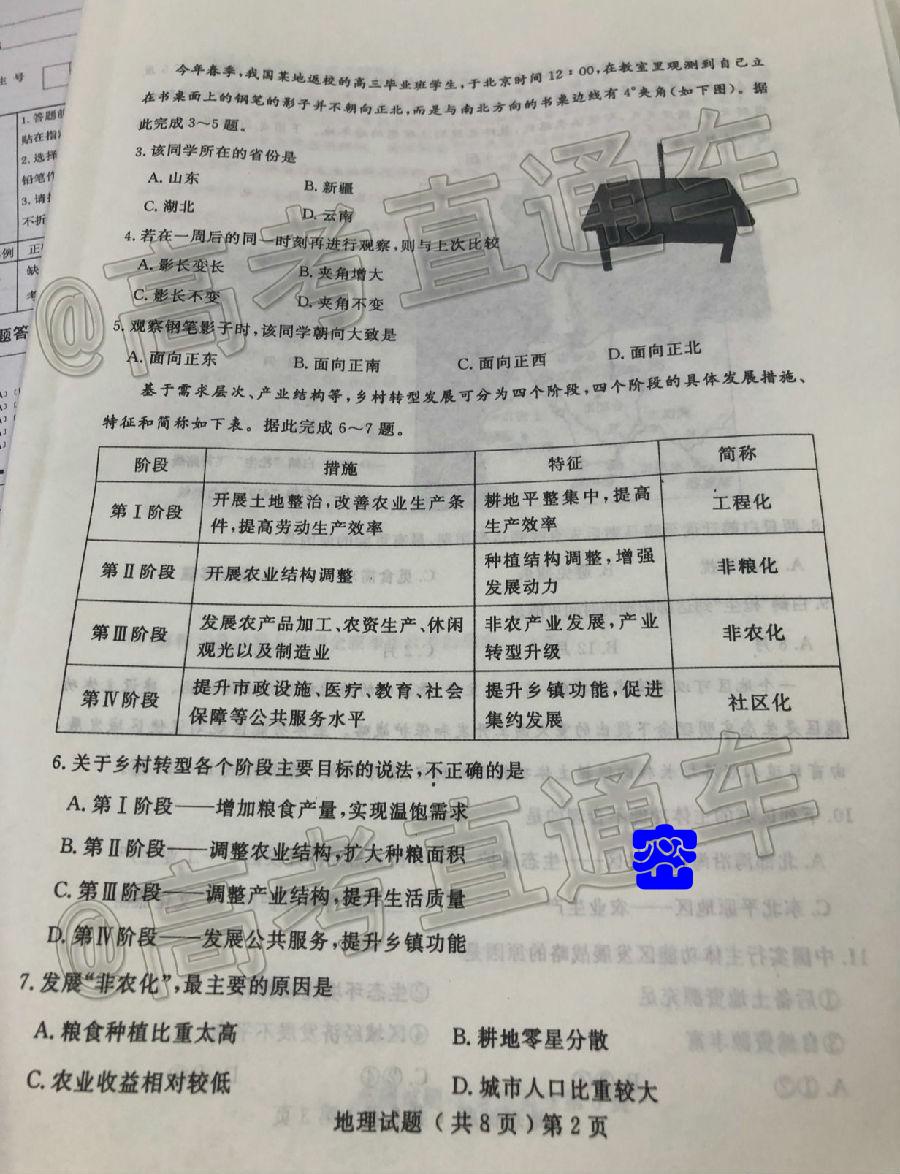 今年春季,我国某地返校的高三毕业班学生,于北京时间12:00,在教室里观测到自己立
在书桌面上的钢笔的影子并不朝向正北,而是与南北方向的书桌边线有4°夹角(如下图)。据
此完成3~5题。
3.该同学所在的省份是
A.山东
B.新疆
C.湖北
D.云南
4.若在一周后的同一时刻再进行观察,则与上次比较
A.影长变长
B.夹角增大
C.影长不变
D.夹角不变
5.观察钢笔影子时,该同学朝向大致是
A.面向正东
B.面向正南
C.面向正西
D.面向正北
基于需求层次、产业结构等,乡村转型发展可分为四个阶段,四个阶段的具体发展措施、
特征和简称如下表。据此完成6~7题。
阶段
措施
特征
简称
第Ⅰ阶段
开展土地整治,改善农业生产条
件,提高劳动生产效率
耕地平整集中,提高
生产效率
工程化
第Ⅱ阶段
开展农业结构调整
种植结构调整,增强
发展动力
非粮化
第Ⅲ阶段
发展农产品加工、农资生产、休闲
观光以及制造业
非农产业发展,产业
转型升级
非农化
第Ⅳ阶段
提升市政设施、医疗、教育、社会
保障等公共服务水平
提升乡镇功能,促进
集约发展
社区化
6.关于乡村转型各个阶段主要目标的说法,不正确的是
A.第Ⅰ阶段——增加粮食产量,实现温饱需求
B.第Ⅱ阶段——调整农业结构,扩大种粮面积
C.第Ⅲ阶段——调整产业结构,提升生活质量
D.第Ⅳ阶段——发展公共服务,提升乡镇功能
7.发展“非农化”,最主要的原因是
A.粮食种植比重太高
B.耕地零星分散
C.农业收益相对较低
D.城市人口比重较大
地理试题(共8页)第2页
@高考直通车
@高考直通车